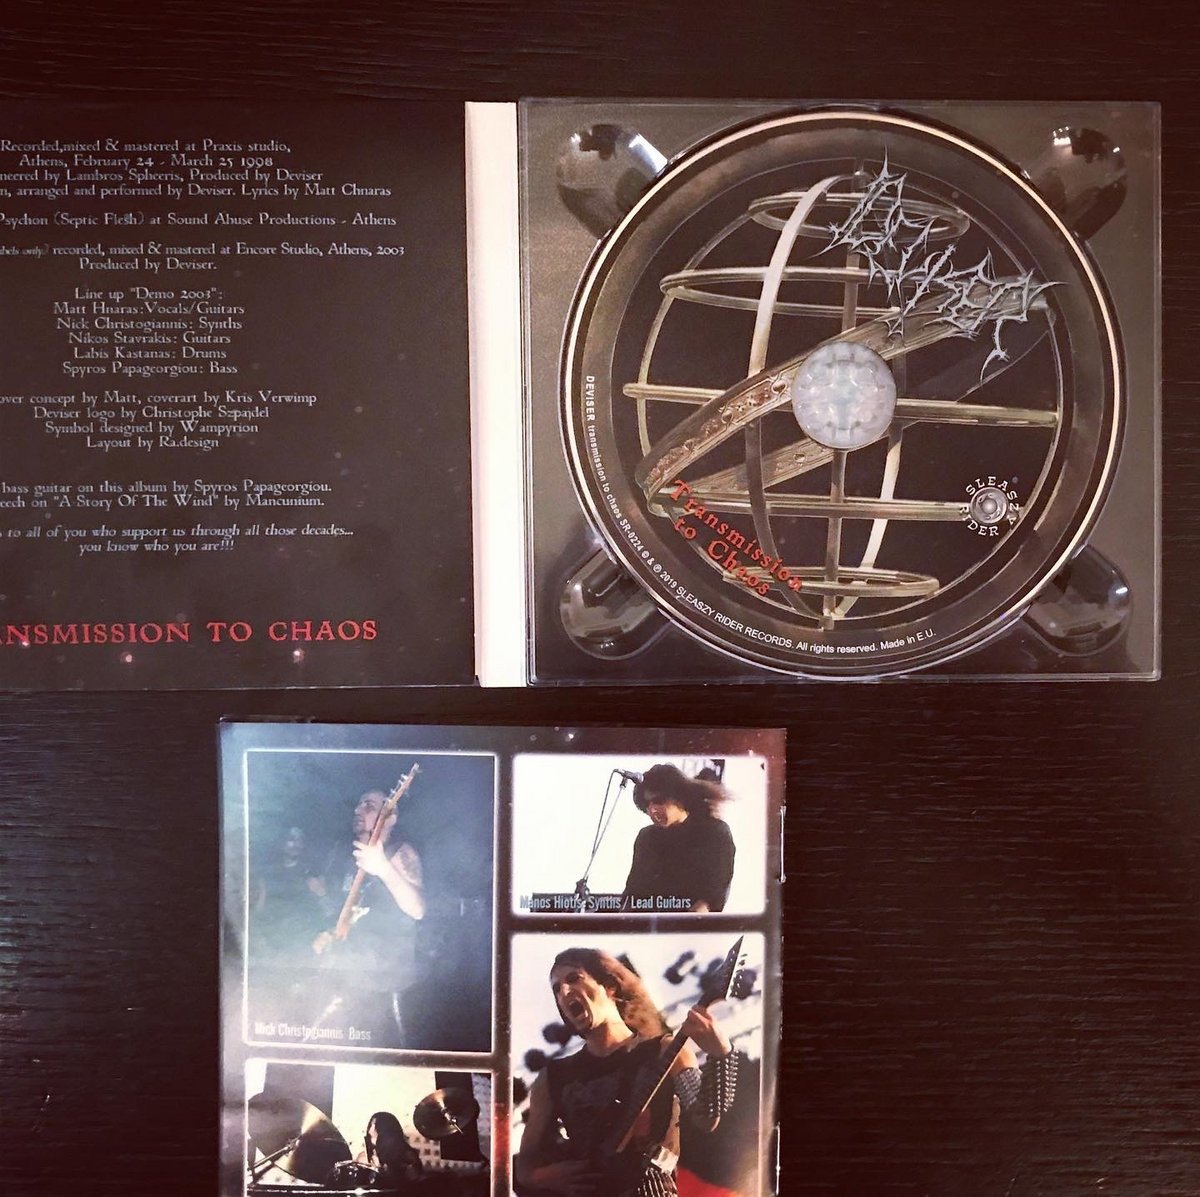 Recorded,mixed & mastered at Praxis studio,
Athens, February 24 - March 25 1998
neered by Lambros Spheeris, Produced by Deviser
n, arranged and performed by Deviser. Lyrics by Matt Chnaras
Psychon (Septic Flesh) at Sound Abuse Productions - Athens
bels only) recorded, mixed & mastered at Encore Studio, Athens, 2003
Produced by Deviser.
Line up "Demo 2003":
Matt Hnaras:Vocals/Guitars
Nick Christogiannis: Synths
Nikos Stavrakis: Guitars
Labis Kastanas: Drums
Spyros Papageorgiou: Bass
over concept by Matt, coverart by Kris Verwimp
Deviser logo by Christophe Szpajdel
Symbol designed by Wampyrion
Layout by Ra.design
bass guitar on this album by Spyros Papageorgiou.
eech on "A Story Of The Wind" by Mancunium.
s to all of you who support us through all those decades...
you know who you are!!!
ANSMISSION TO CHAOS
Deviser
SLEASZY
RIDER
Transmission
to Chaos
DEVISER transmission to chaos SR-0224 © & ℗ 2019 SLEASZY RIDER RECORDS. All rights reserved. Made in E.U.
Manos Hiotis: Synths / Lead Guitars
Nick Christogiannis: Bass